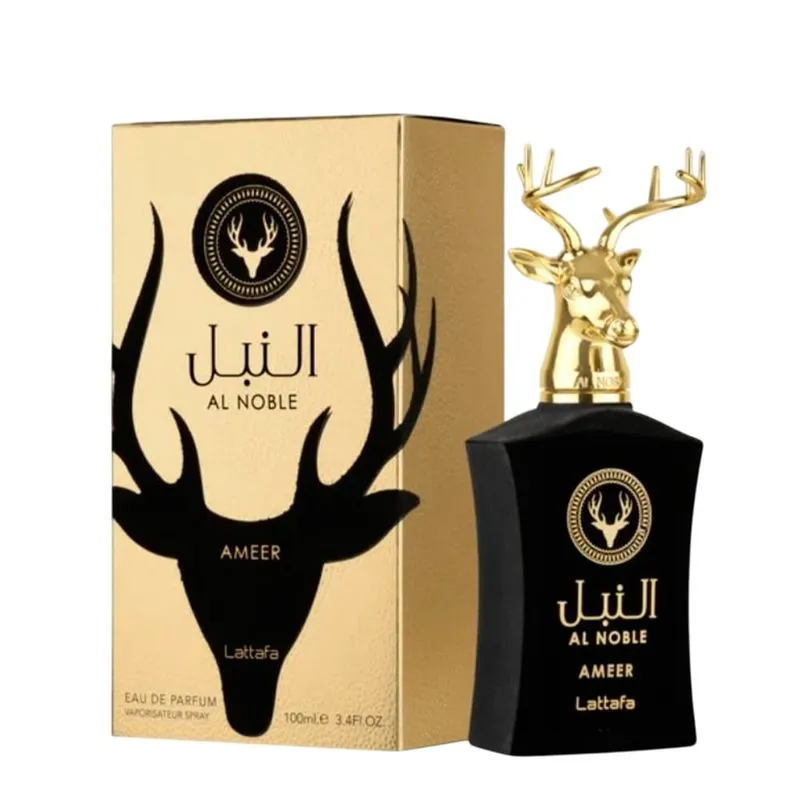 النبل
AL NOBLE
AMEER
Lattafa
EAU DE PARFUM
VAPORISATEUR SPRAY
100ml.e 3.4Fl.OZ.
AL NOB
النبل
AL NOBLE
AMEER
Lattafa